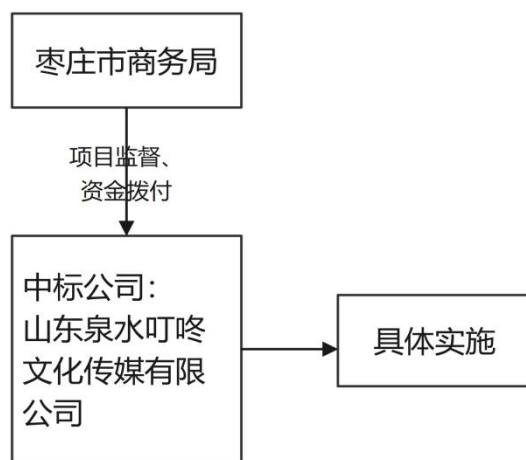 枣庄市商务局
项目监督、
资金拨付
中标公司：
山东泉水叮咚
文化传媒有限
公司
具体实施